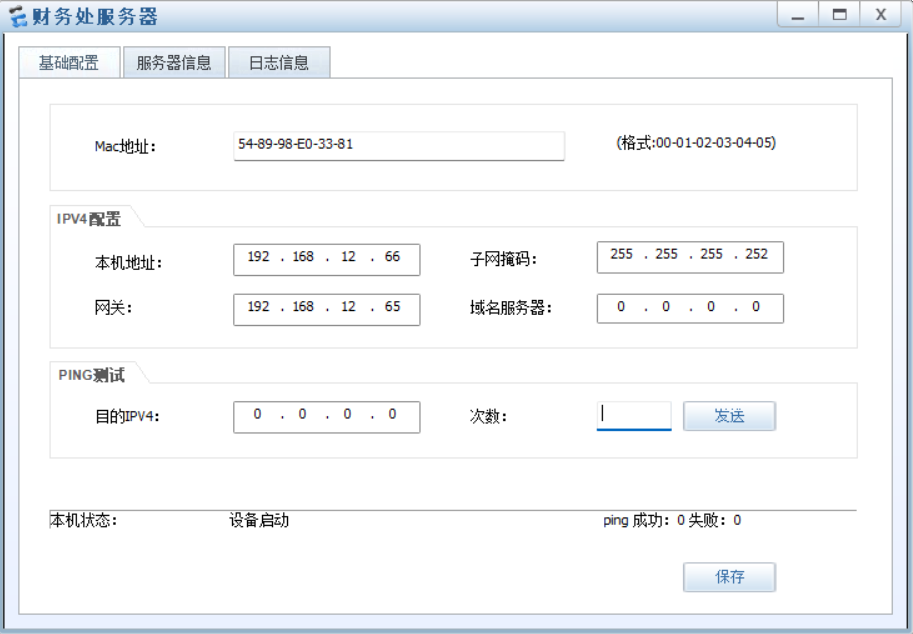 财务处服务器
基础配置 服务器信息 日志信息
Mac地址: 54-89-98-E0-33-81 (格式:00-01-02-03-04-05)
IPV4配置
本机地址: 192 . 168 . 12 . 66 子网掩码: 255 . 255 . 255 . 252
网关: 192 . 168 . 12 . 65 域名服务器: 0 . 0 . 0 . 0
PING测试
目的IPV4: 0 . 0 . 0 . 0 次数: 发送
本机状态: 设备启动 ping 成功: 0 失败: 0
保存